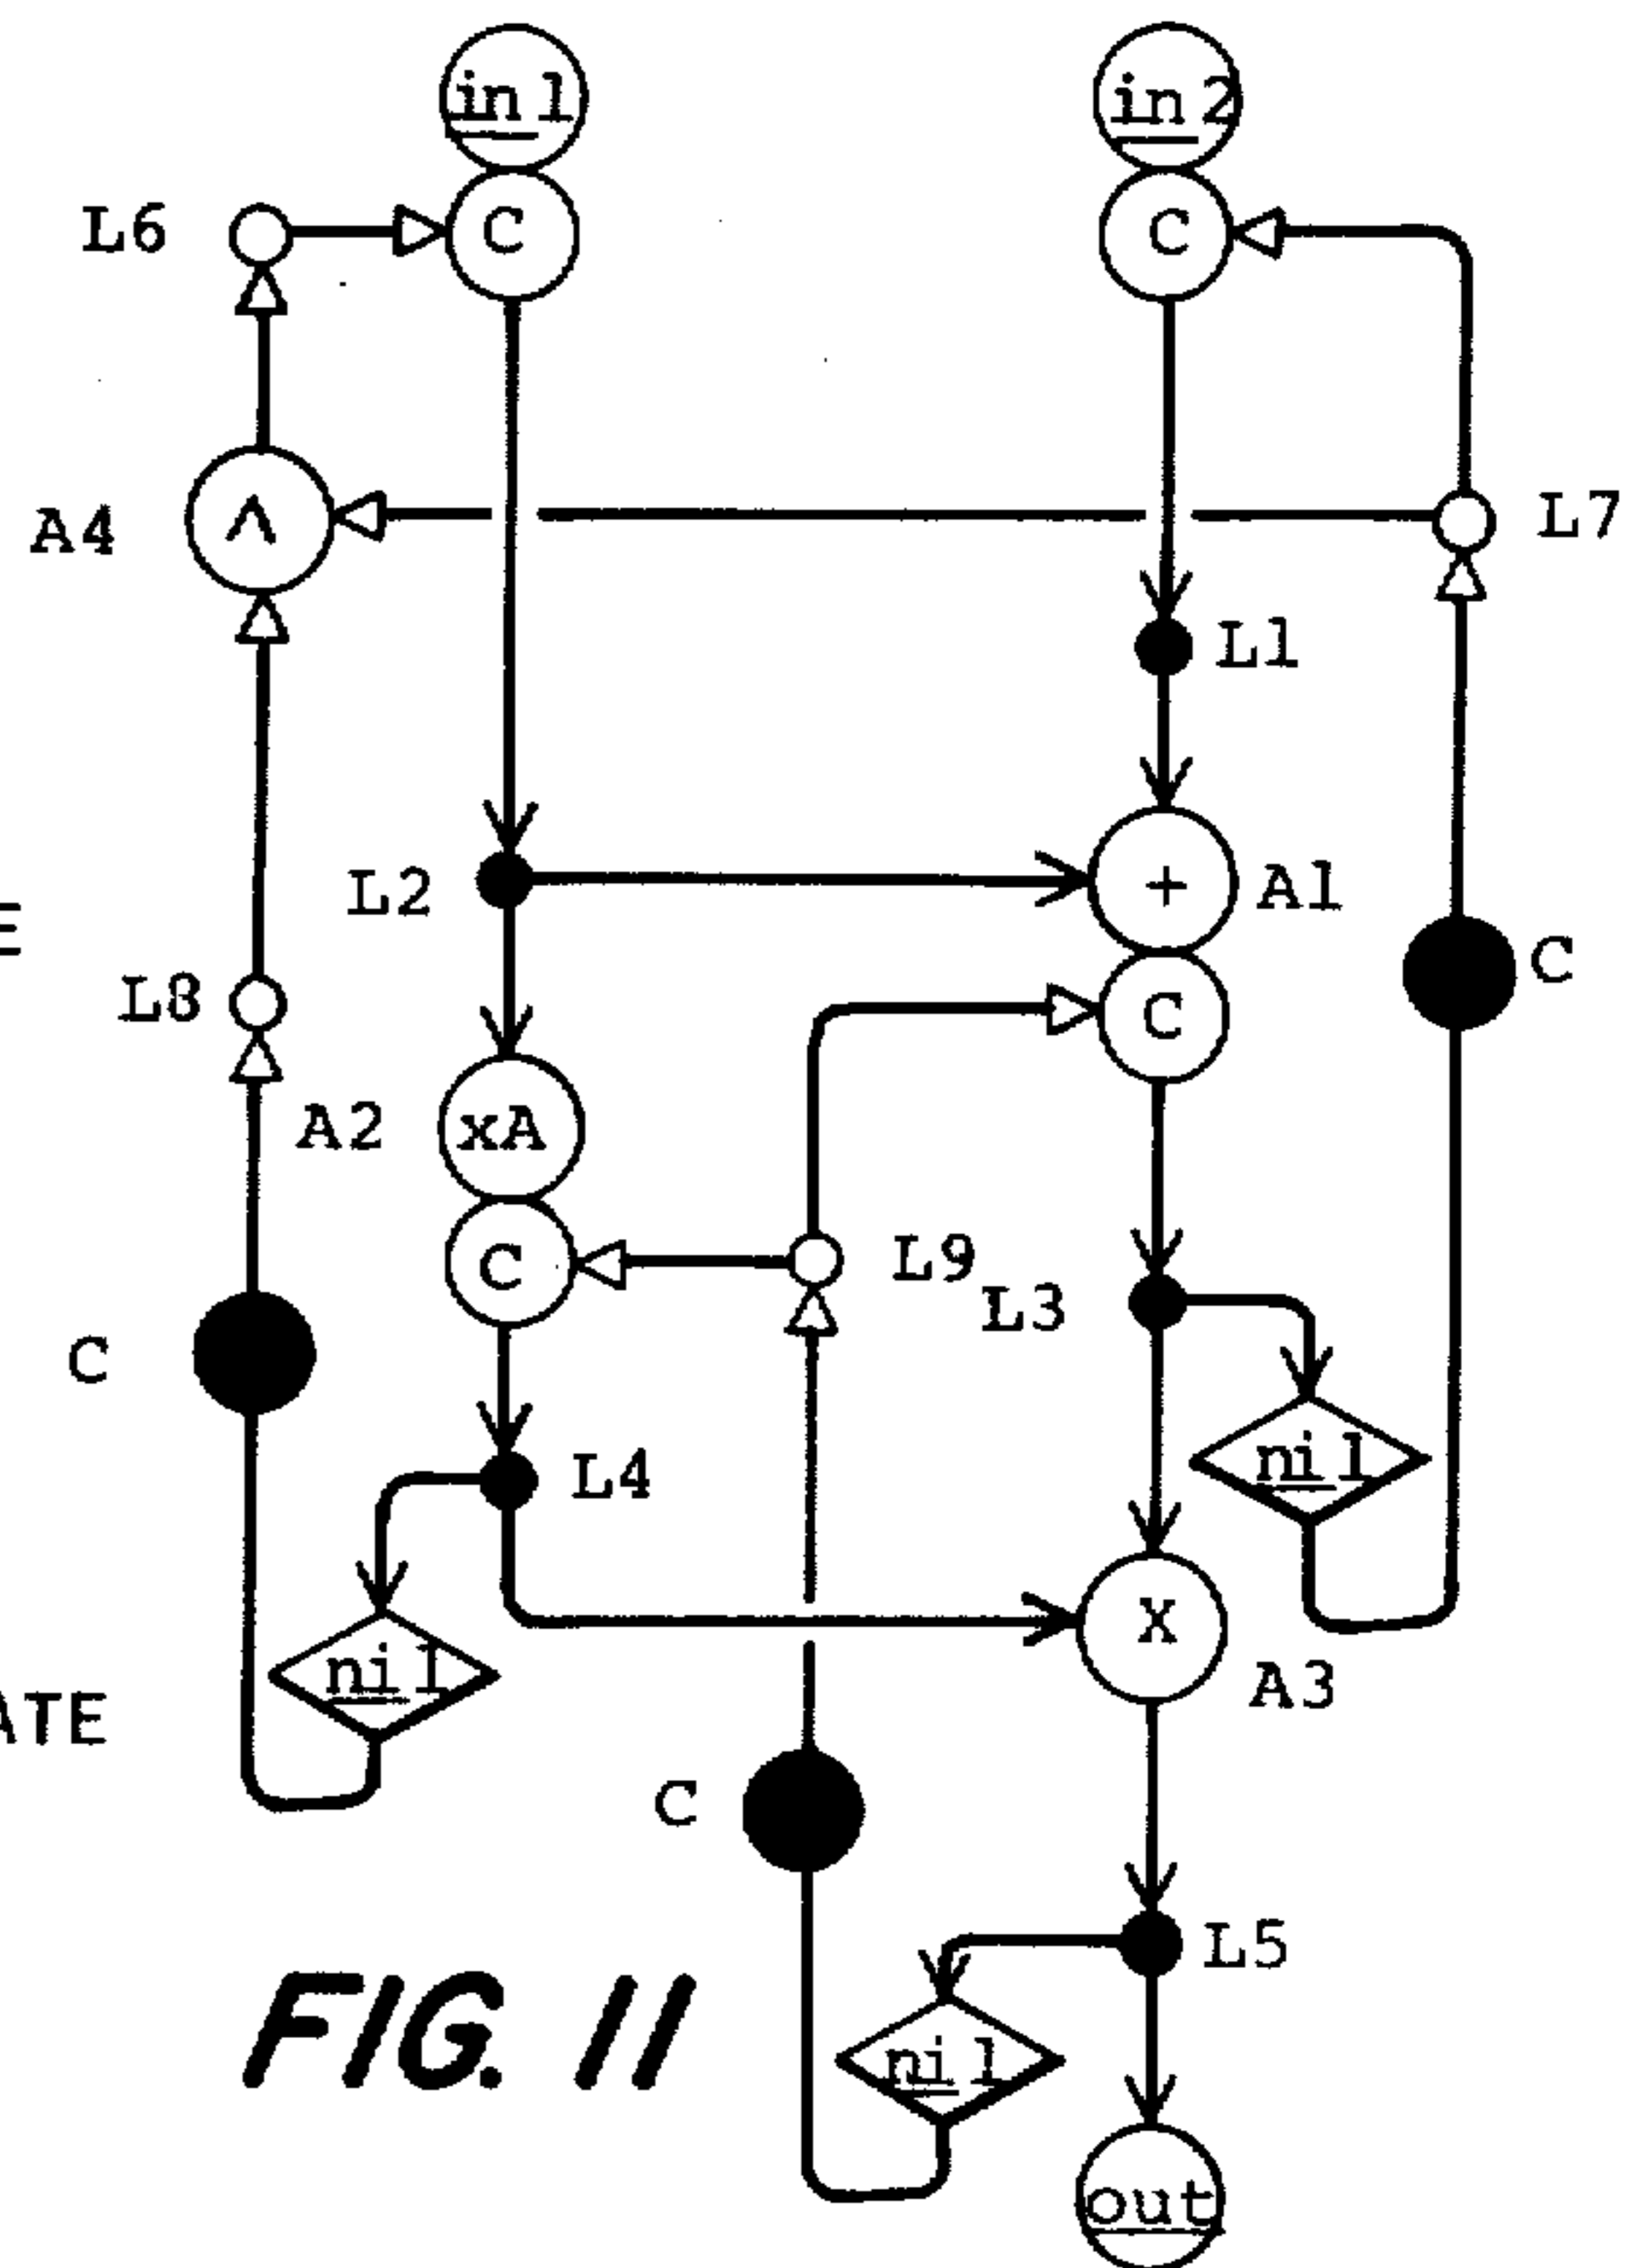 in1
in2
L6
C
C
A4
^
L7
L1
L2
+
A1
E
C
L8
C
A2
xA
L9
C
L3
C
L4
nil
nil
X
A3
ATE
C
L5
FIG. 11
nil
out